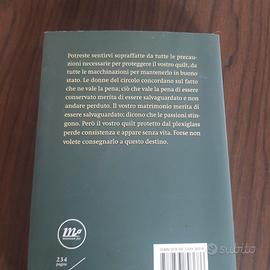 Potreste sentirvi sopraffatte da tutte le precau-
zioni necessarie per proteggere il vostro quilt, da
tutte le macchinazioni per mantenerlo in buono
stato. Le donne del circolo concordano sul fatto
che ne vale la pena; ciò che vale la pena di essere
conservato merita di essere salvaguardato e non
andare perduto. Il vostro matrimonio merita di
essere salvaguardato; dicono che le passioni stin-
gono. Però il vostro quilt protetto dal plexiglass
perde consistenza e appare senza vita. Forse non
volete consegnarlo a questo destino.
mm
234
pagine
subito.it